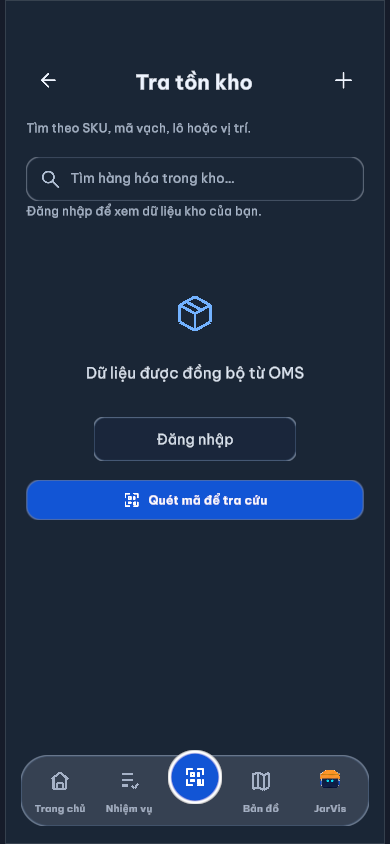 Tra tồn kho
Tìm theo SKU, mã vạch, lô hoặc vị trí.
Tìm hàng hóa trong kho...
Đăng nhập để xem dữ liệu kho của bạn.
Dữ liệu được đồng bộ từ OMS
Đăng nhập
Quét mã để tra cứu
Trang chủ
Nhiệm vụ
Bản đồ
JarVis